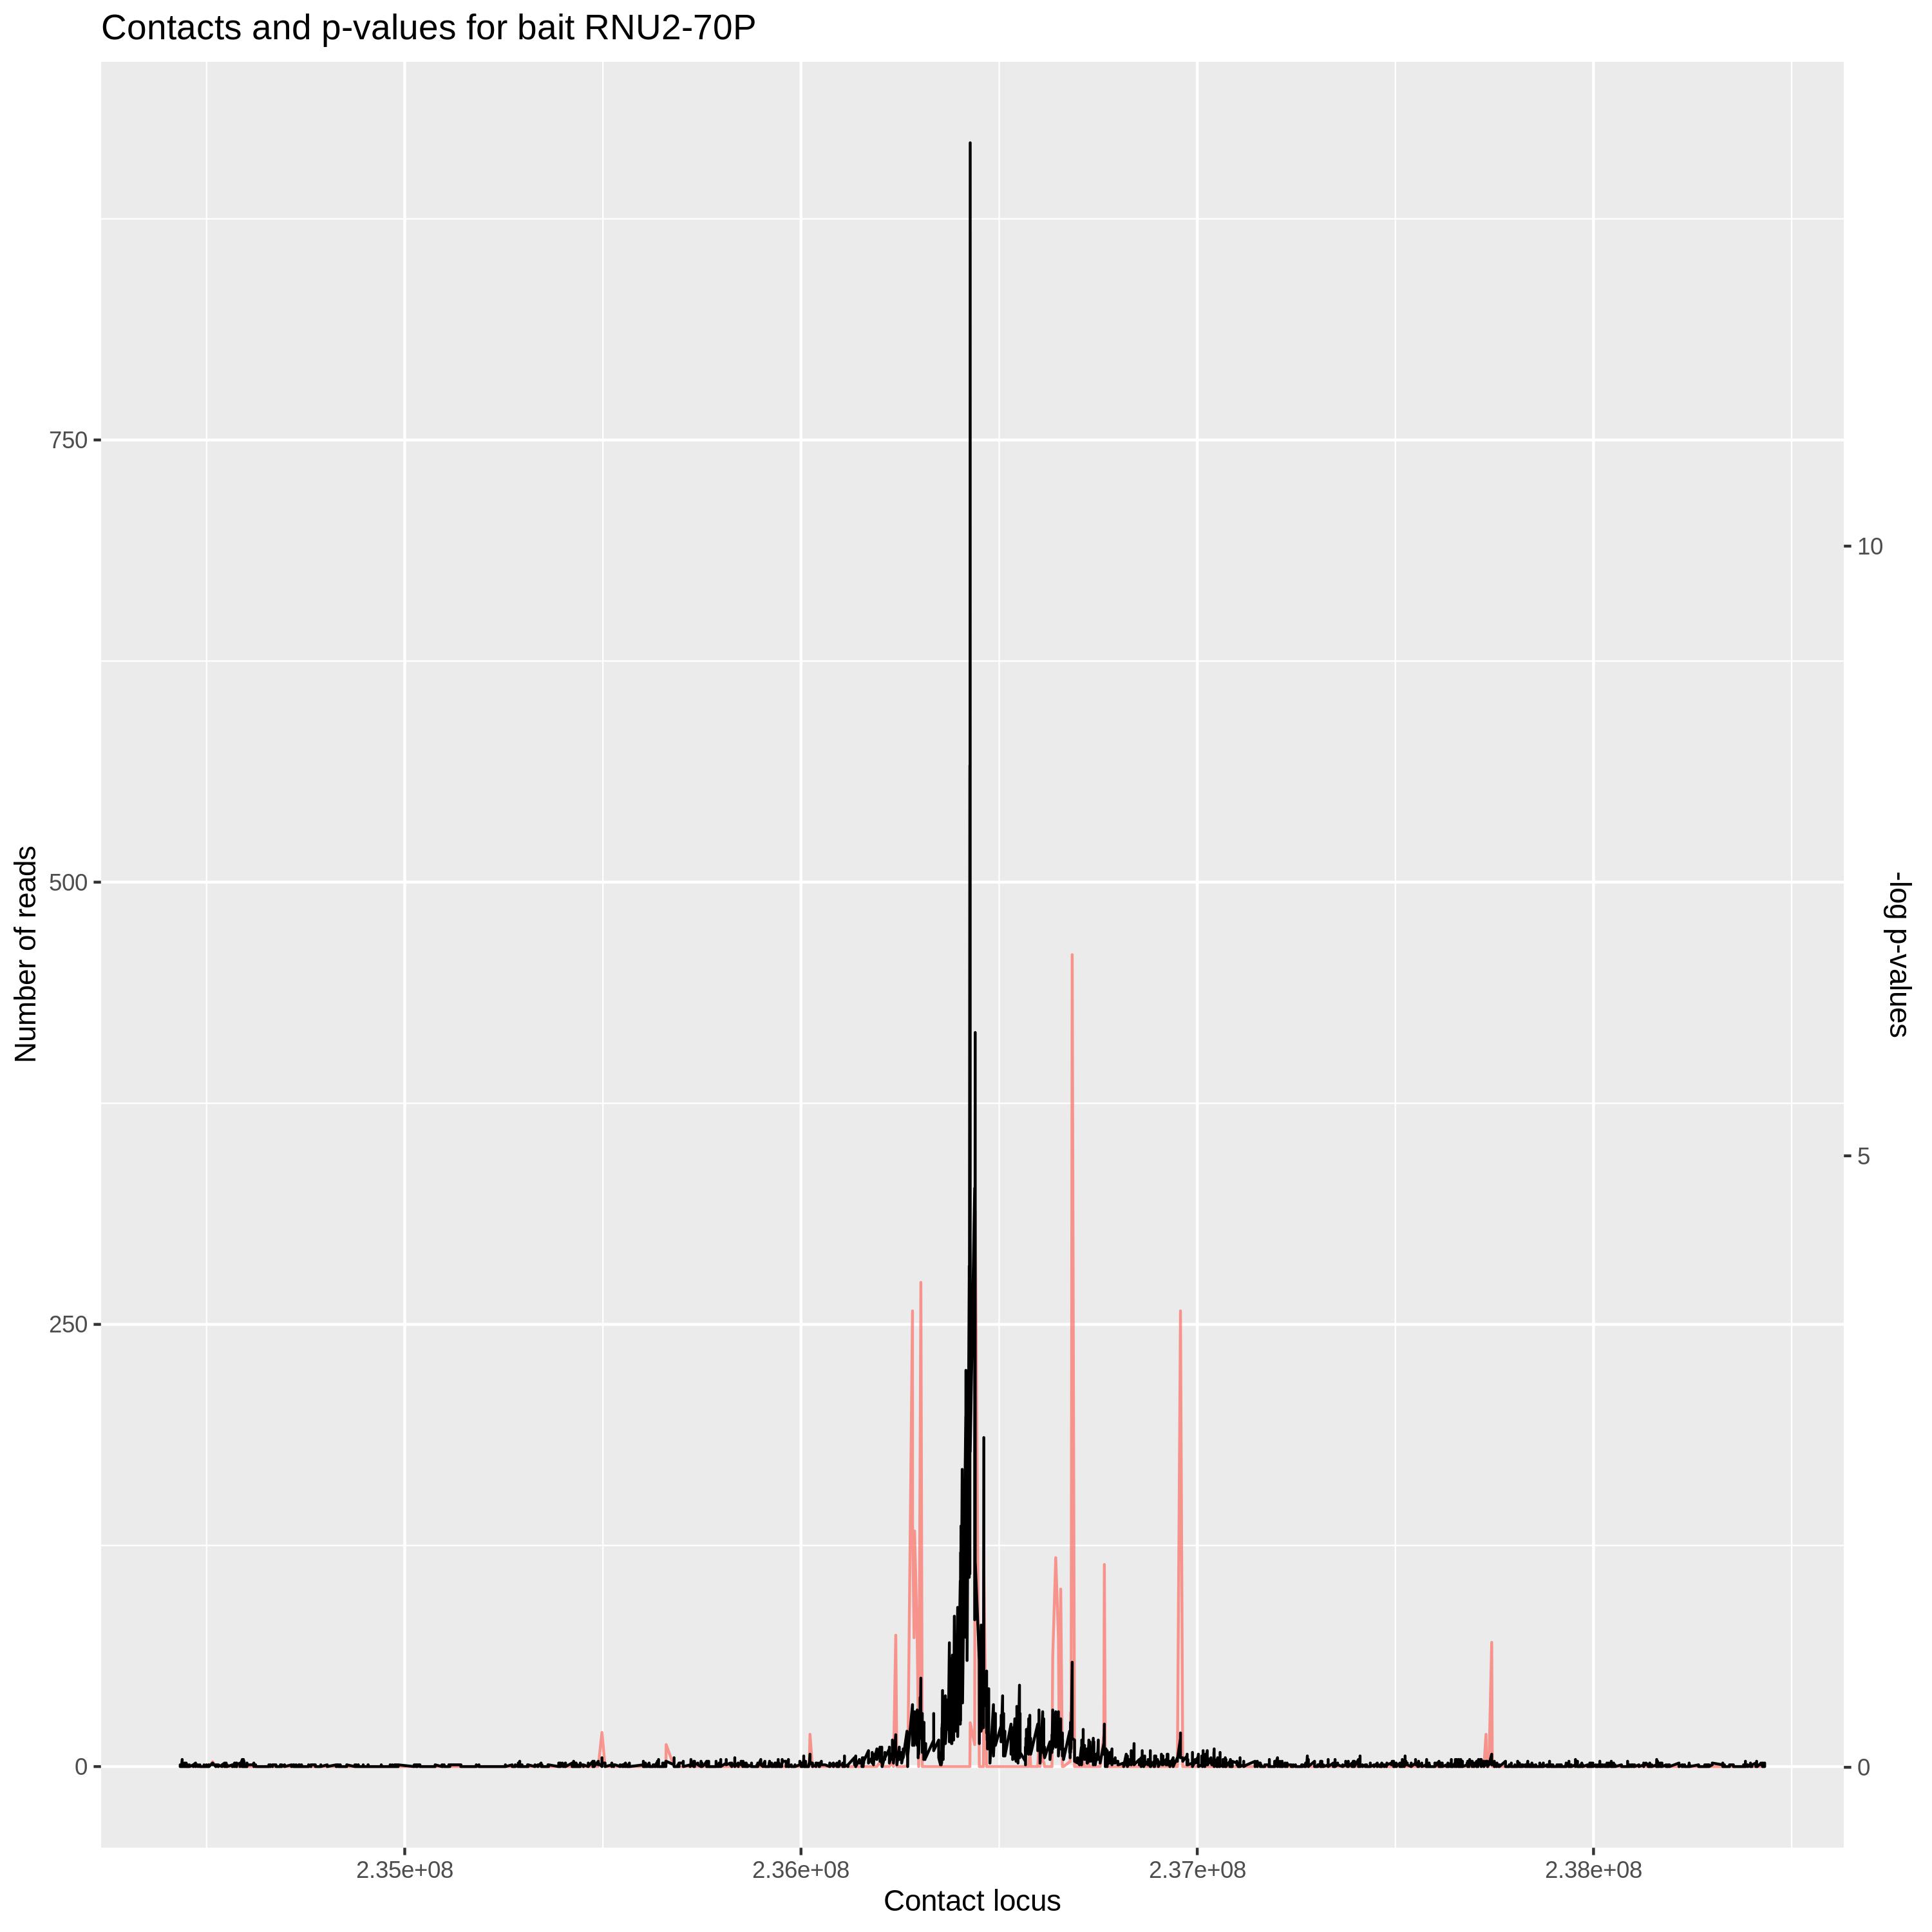 Contacts and p-values for bait RNU2-70P
Number of reads
750
500
250
0
10
5
0
-log p-values
2.35e+08
2.36e+08
2.37e+08
2.38e+08
Contact locus